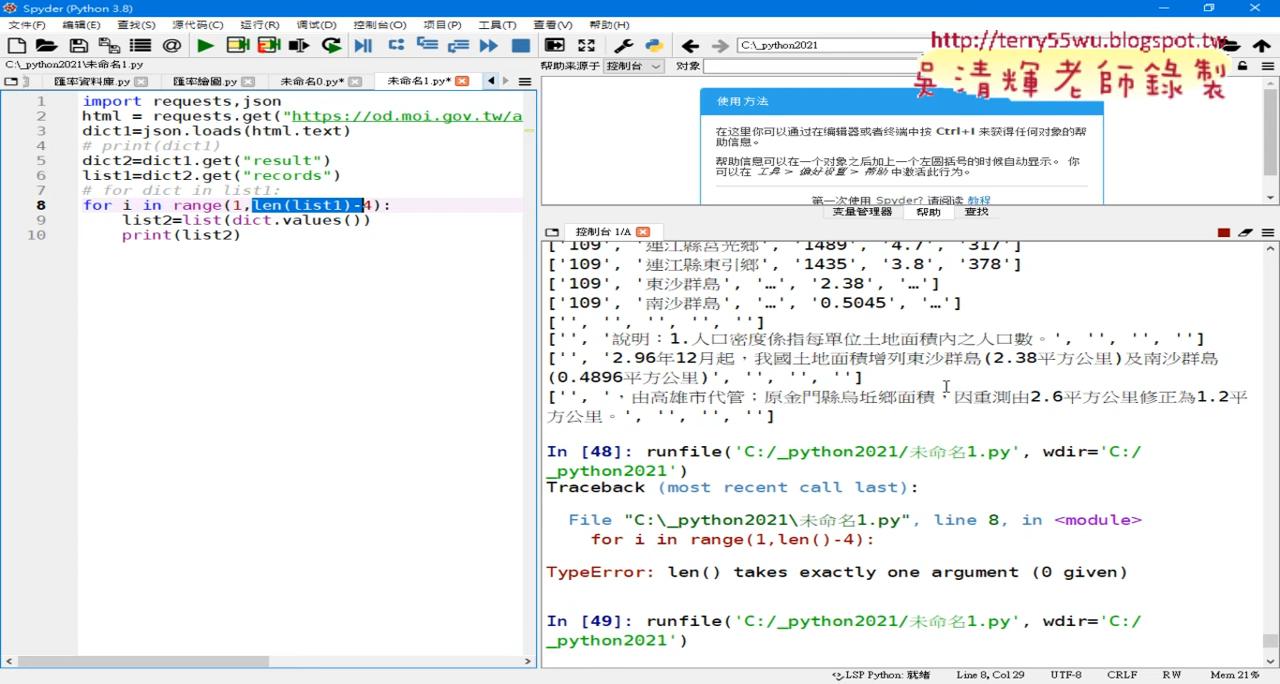 Spyder (Python 3.8)
文件(F) 编辑(E) 查找(S) 源代码(C) 运行(R) 调试(D) 控制台(O) 项目(P) 工具(T) 查看(V) 帮助(H)
C:\_python2021
http://terry55wu.blogspot.tw
吳清輝老師錄製
C:\_python2021\未命名1.py
帮助来源于 控制台 对象
匯率資料庫.py 匯率繪圖.py 未命名0.py* 未命名1.py*
1 import requests,json
2 html = requests.get("https://od.moi.gov.tw/a
3 dict1=json.loads(html.text)
4 # print(dict1)
5 dict2=dict1.get("result")
6 list1=dict2.get("records")
7 # for dict in list1:
8 for i in range(1,len(list1)-4):
9 list2=list(dict.values())
10 print(list2)
使用方法
在这里你可以通过在编辑器或者终端中按 Ctrl+I 来获得任何对象的帮
助信息。
帮助信息可以在一个对象之后加上一个左圆括号的时候自动显示。 你
可以在 工具 > 偏好设置 > 帮助 中激活此行为。
第一次使用 Spyder? 请阅读 教程
变量管理器 帮助 查找
控制台 1/A
['109', '連江縣莒光鄉', '1489', '4.7', '317']
['109', '連江縣東引鄉', '1435', '3.8', '378']
['109', '東沙群島', '…', '2.38', '…']
['109', '南沙群島', '…', '0.5045', '…']
['', '', '', '', '']
['', '說明：1.人口密度係指每單位土地面積內之人口數。', '', '', '']
['', '2.96年12月起，我國土地面積增列東沙群島(2.38平方公里)及南沙群島
(0.4896平方公里)', '', '', '']
['', '，由高雄市代管；原金門縣烏坵鄉面積，因重測由2.6平方公里修正為1.2平
方公里。', '', '', '']
In [48]: runfile('C:/_python2021/未命名1.py', wdir='C:/
_python2021')
Traceback (most recent call last):
File "C:\_python2021\未命名1.py", line 8, in <module>
for i in range(1,len()-4):
TypeError: len() takes exactly one argument (0 given)
In [49]: runfile('C:/_python2021/未命名1.py', wdir='C:/
_python2021')
LSP Python: 就绪 Line 8, Col 29 UTF-8 CRLF RW Mem 21%